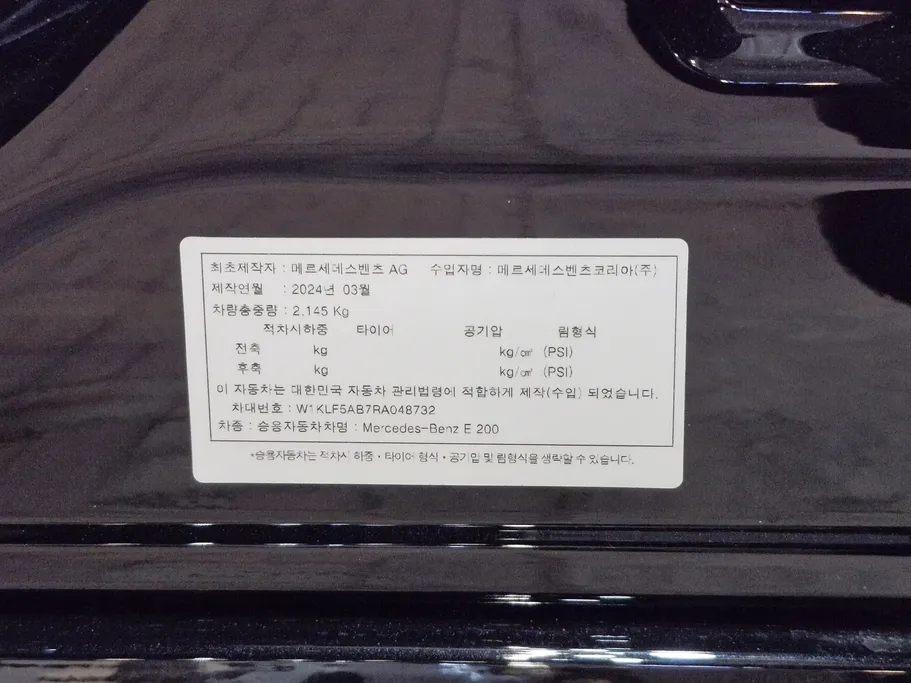 최초제작자 : 메르세데스벤츠 AG 수입자명 : 메르세데스벤츠코리아(주)
제작연월 : 2024년 03월
차량총중량 : 2,145 Kg
적차시하중 타이어 공기압 림형식
전축 kg kg/㎠ (PSI)
후축 kg kg/㎠ (PSI)
이 자동차는 대한민국 자동차 관리법령에 적합하게 제작(수입) 되었습니다.
차대번호 : W1KLF5AB7RA048732
차종 : 승용자동차차명 : Mercedes-Benz E 200
*승용자동차는 적차시 하중・타이어 형식・공기압 및 림형식을 생략할 수 있습니다.